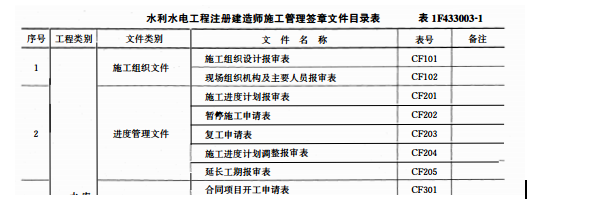 水利水电工程注册建造师施工管理签章文件目录表 表 1F433003-1
序号 工程类别 文件类别 文 件 名 称 表号 备注
1 施工组织文件 施工组织设计报审表 CF101
现场组织机构及主要人员报审表 CF102
2 进度管理文件 施工进度计划报审表 CF201
暂停施工申请表 CF202
复工申请表 CF203
施工进度计划调整报审表 CF204
延长工期报审表 CF205
合同项目开工申请表 CF301